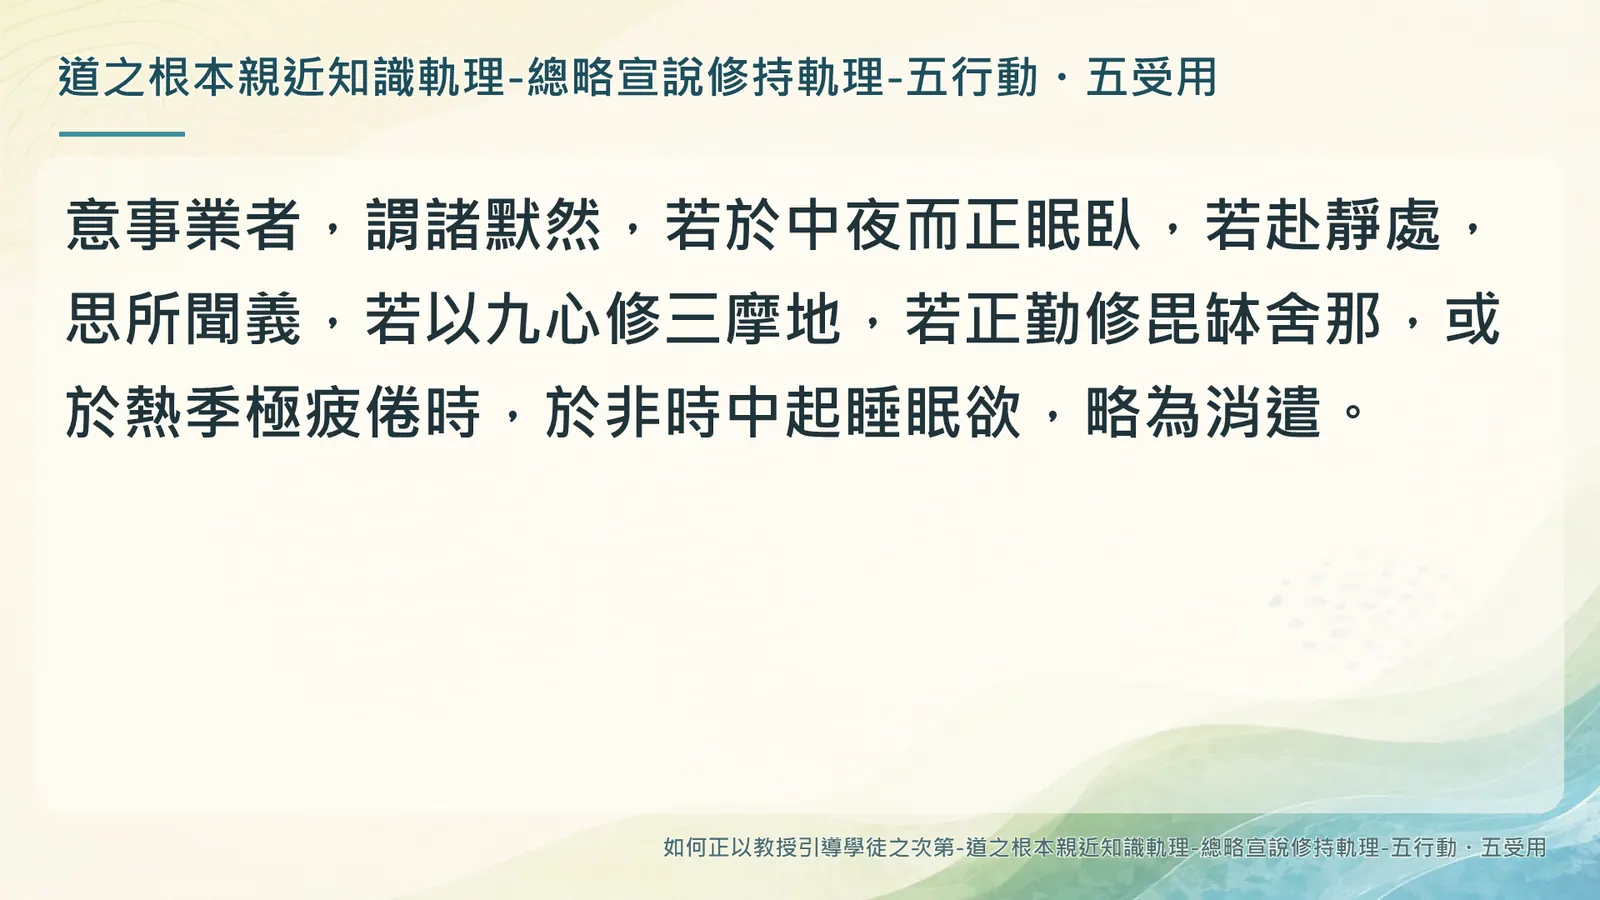 道之根本親近知識軌理-總略宣說修持軌理-五行動．五受用
意事業者，謂諸默然，若於中夜而正眠臥，若赴靜處，
思所聞義，若以九心修三摩地，若正勤修毘缽舍那，或
於熱季極疲倦時，於非時中起睡眠欲，略為消遣。
如何正以教授引導學徒之次第-道之根本親近知識軌理-總略宣說修持軌理-五行動．五受用